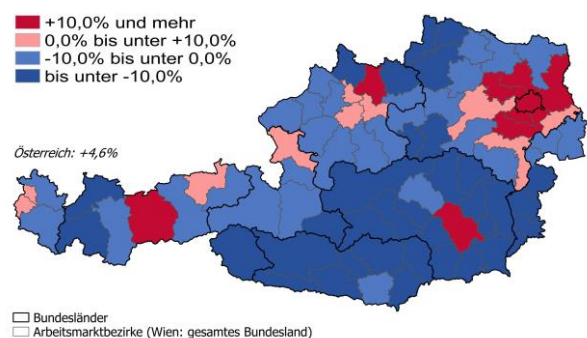 +10,0% und mehr
0,0% bis unter +10,0%
-10,0% bis unter 0,0%
bis unter -10,0%
Österreich: +4,6%
Bundesländer
Arbeitsmarktbezirke (Wien: gesamtes Bundesland)